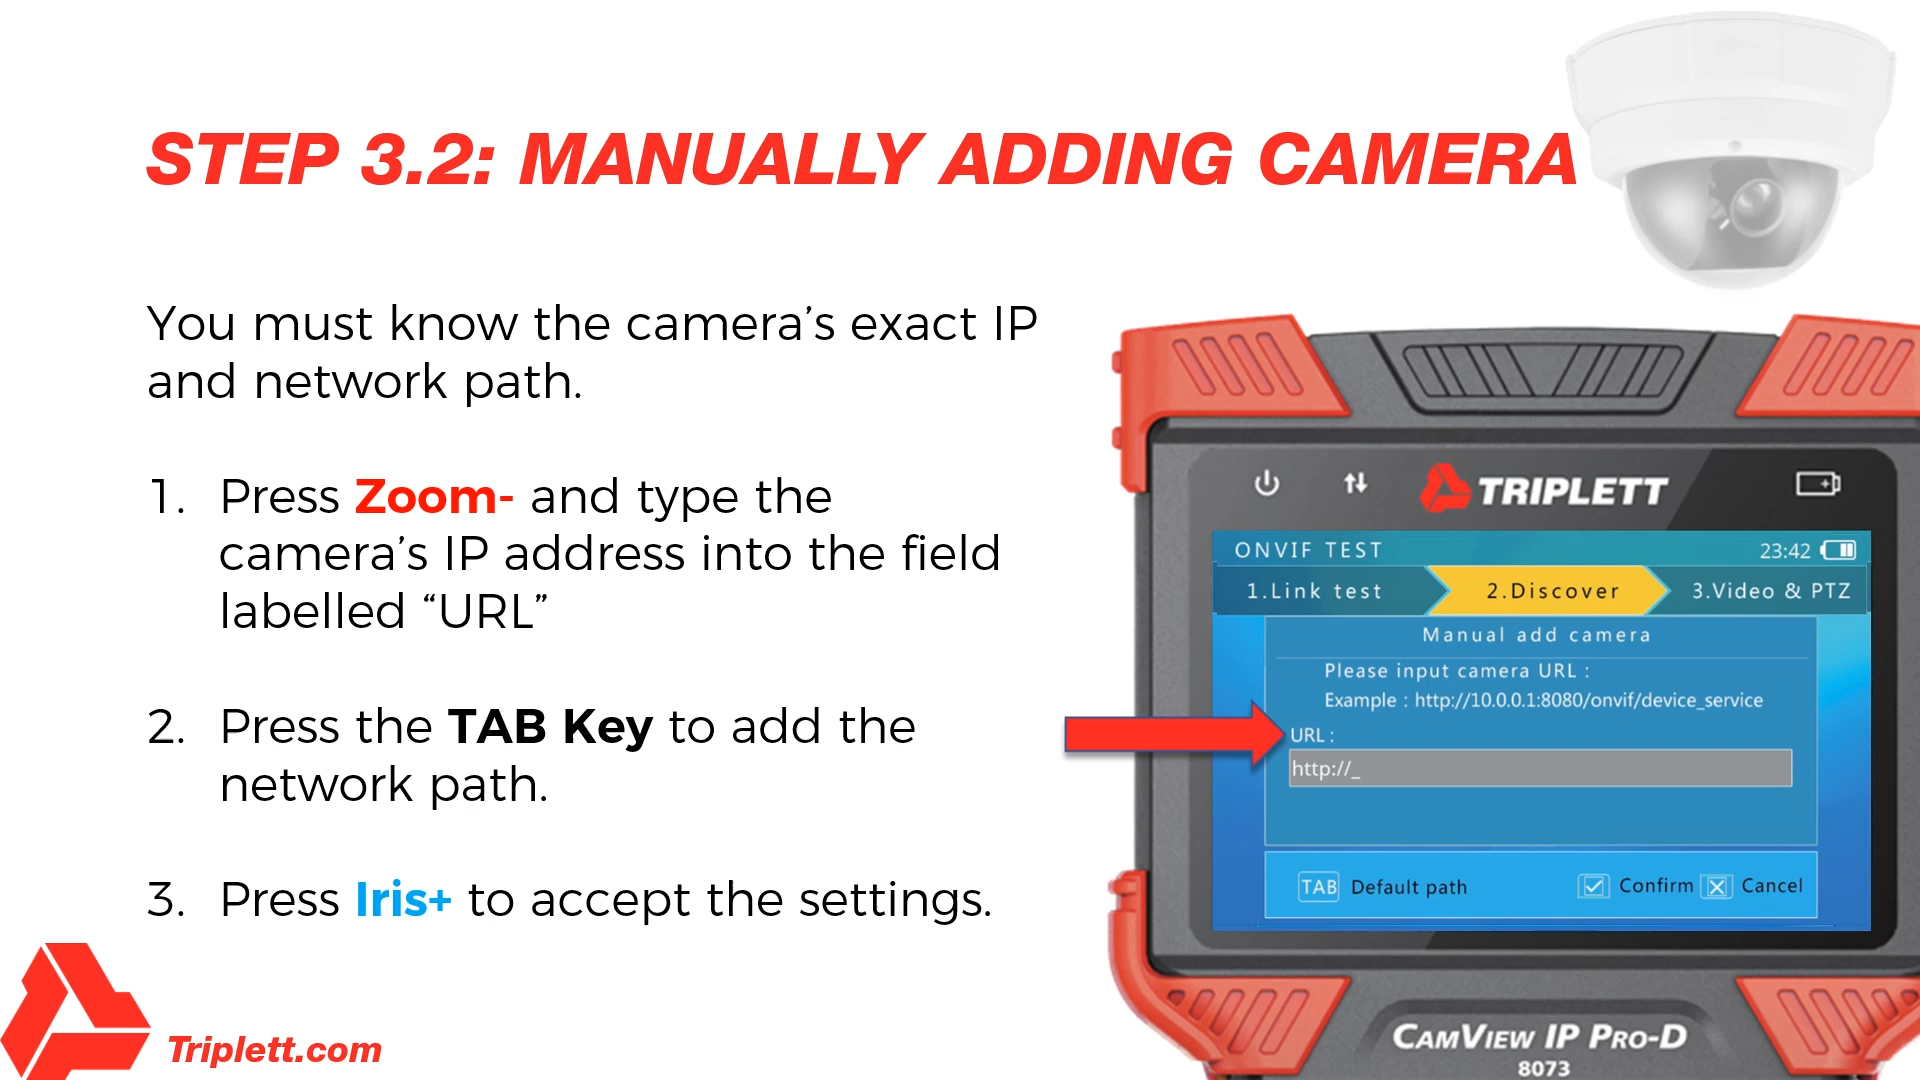 STEP 3.2: MANUALLY ADDING CAMERA
You must know the camera’s exact IP
and network path.
1. Press Zoom- and type the
camera’s IP address into the field
labelled “URL”
2. Press the TAB Key to add the
network path.
3. Press Iris+ to accept the settings.
Triplett.com
TRIPLETT
ONVIF TEST 23:42
1.Link test 2.Discover 3.Video & PTZ
Manual add camera
Please input camera URL :
Example : http://10.0.0.1:8080/onvif/device_service
URL :
http://_
TAB Default path Confirm Cancel
CAMVIEW IP PRO-D
8073